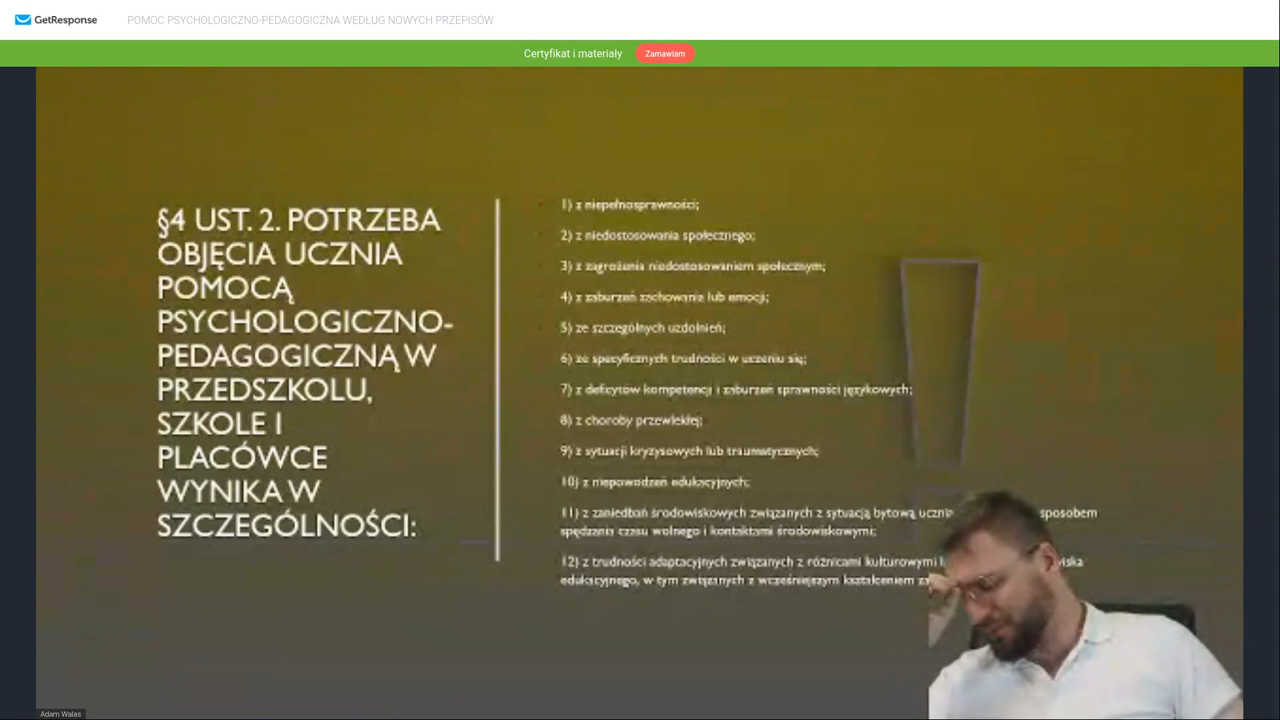 GetResponse
POMOC PSYCHOLOGICZNO-PEDAGOGICZNA WEDŁUG NOWYCH PRZEPISÓW
Certyfikat i materiały
Zamawiam
§4 UST. 2. POTRZEBA
OBJĘCIA UCZNIA
POMOCĄ
PSYCHOLOGICZNO-
PEDAGOGICZNĄ W
PRZEDSZKOLU,
SZKOLE I
PLACÓWCE
WYNIKA W
SZCZEGÓLNOŚCI:
1) z niepełnosprawności;
2) z niedostosowania społecznego;
3) z zagrożenia niedostosowaniem społecznym;
4) z zaburzeń zachowania lub emocji;
5) ze szczególnych uzdolnień;
6) ze specyficznych trudności w uczeniu się;
7) z deficytów kompetencji i zaburzeń sprawności językowych;
8) z choroby przewlekłej;
9) z sytuacji kryzysowych lub traumatycznych;
10) z niepowodzeń edukacyjnych;
11) z zaniedbań środowiskowych związanych z sytuacją bytową sposobem
spędzania czasu wolnego i kontaktami środowiskowymi;
12) z trudności adaptacyjnych związanych z różnicami kulturowymi
edukacyjnego, w tym związanych z wcześniejszym kształceniem
Adam Walas